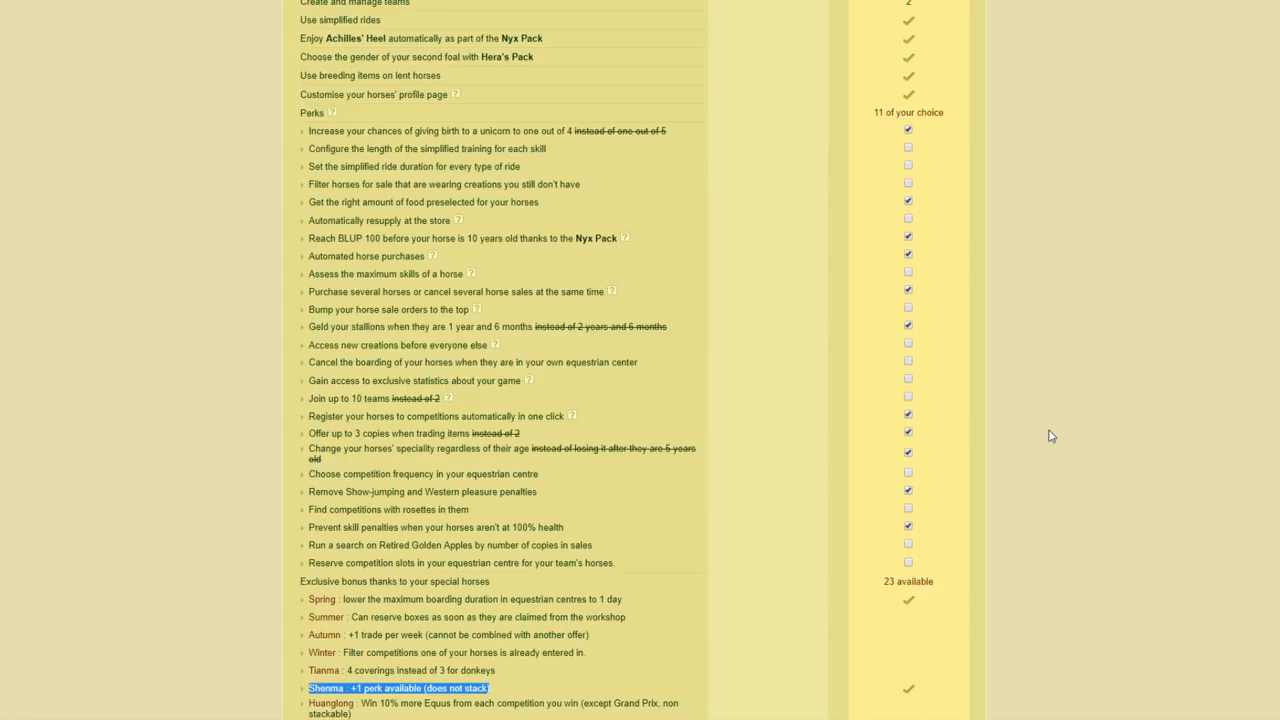 Create and manage teams 2
Use simplified rides
Enjoy Achilles' Heel automatically as part of the Nyx Pack
Choose the gender of your second foal with Hera's Pack
Use breeding items on lent horses
Customise your horses' profile page ?
Perks ? 11 of your choice
Increase your chances of giving birth to a unicorn to one out of 4 instead of one out of 5
Configure the length of the simplified training for each skill
Set the simplified ride duration for every type of ride
Filter horses for sale that are wearing creations you still don't have
Get the right amount of food preselected for your horses
Automatically resupply at the store ?
Reach BLUP 100 before your horse is 10 years old thanks to the Nyx Pack ?
Automated horse purchases ?
Assess the maximum skills of a horse ?
Purchase several horses or cancel several horse sales at the same time ?
Bump your horse sale orders to the top ?
Geld your stallions when they are 1 year and 6 months instead of 2 years and 6 months
Access new creations before everyone else ?
Cancel the boarding of your horses when they are in your own equestrian center
Gain access to exclusive statistics about your game ?
Join up to 10 teams instead of 2 ?
Register your horses to competitions automatically in one click ?
Offer up to 3 copies when trading items instead of 2
Change your horses' speciality regardless of their age instead of losing it after they are 5 years
old
Choose competition frequency in your equestrian centre
Remove Show-jumping and Western pleasure penalties
Find competitions with rosettes in them
Prevent skill penalties when your horses aren't at 100% health
Run a search on Retired Golden Apples by number of copies in sales
Reserve competition slots in your equestrian centre for your team's horses.
Exclusive bonus thanks to your special horses 23 available
Spring : lower the maximum boarding duration in equestrian centres to 1 day
Summer : Can reserve boxes as soon as they are claimed from the workshop
Autumn : +1 trade per week (cannot be combined with another offer)
Winter : Filter competitions one of your horses is already entered in.
Tianma : 4 coverings instead of 3 for donkeys
Shenma : +1 perk available (does not stack)
Huanglong : Win 10% more Equus from each competition you win (except Grand Prix, non
stackable)